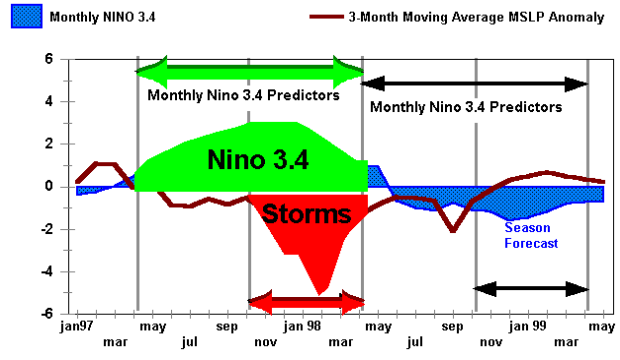 Monthly NINO 3.4
3-Month Moving Average MSLP Anomaly
6
4
2
0
-2
-4
-6
Monthly Nino 3.4 Predictors
Monthly Nino 3.4 Predictors
Nino 3.4
Storms
Season
Forecast
jan97 may sep jan 98 may sep jan 99 may
mar jul nov mar jul nov mar